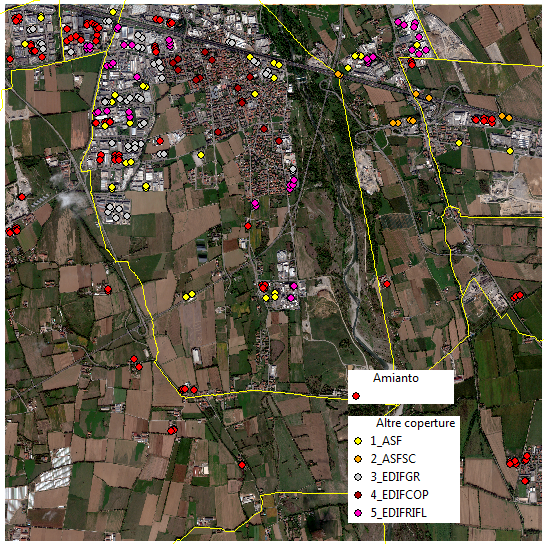 Amianto
Altre coperture
1_ASF
2_ASFSC
3_EDIFGR
4_EDIFCOP
5_EDIFRIFL